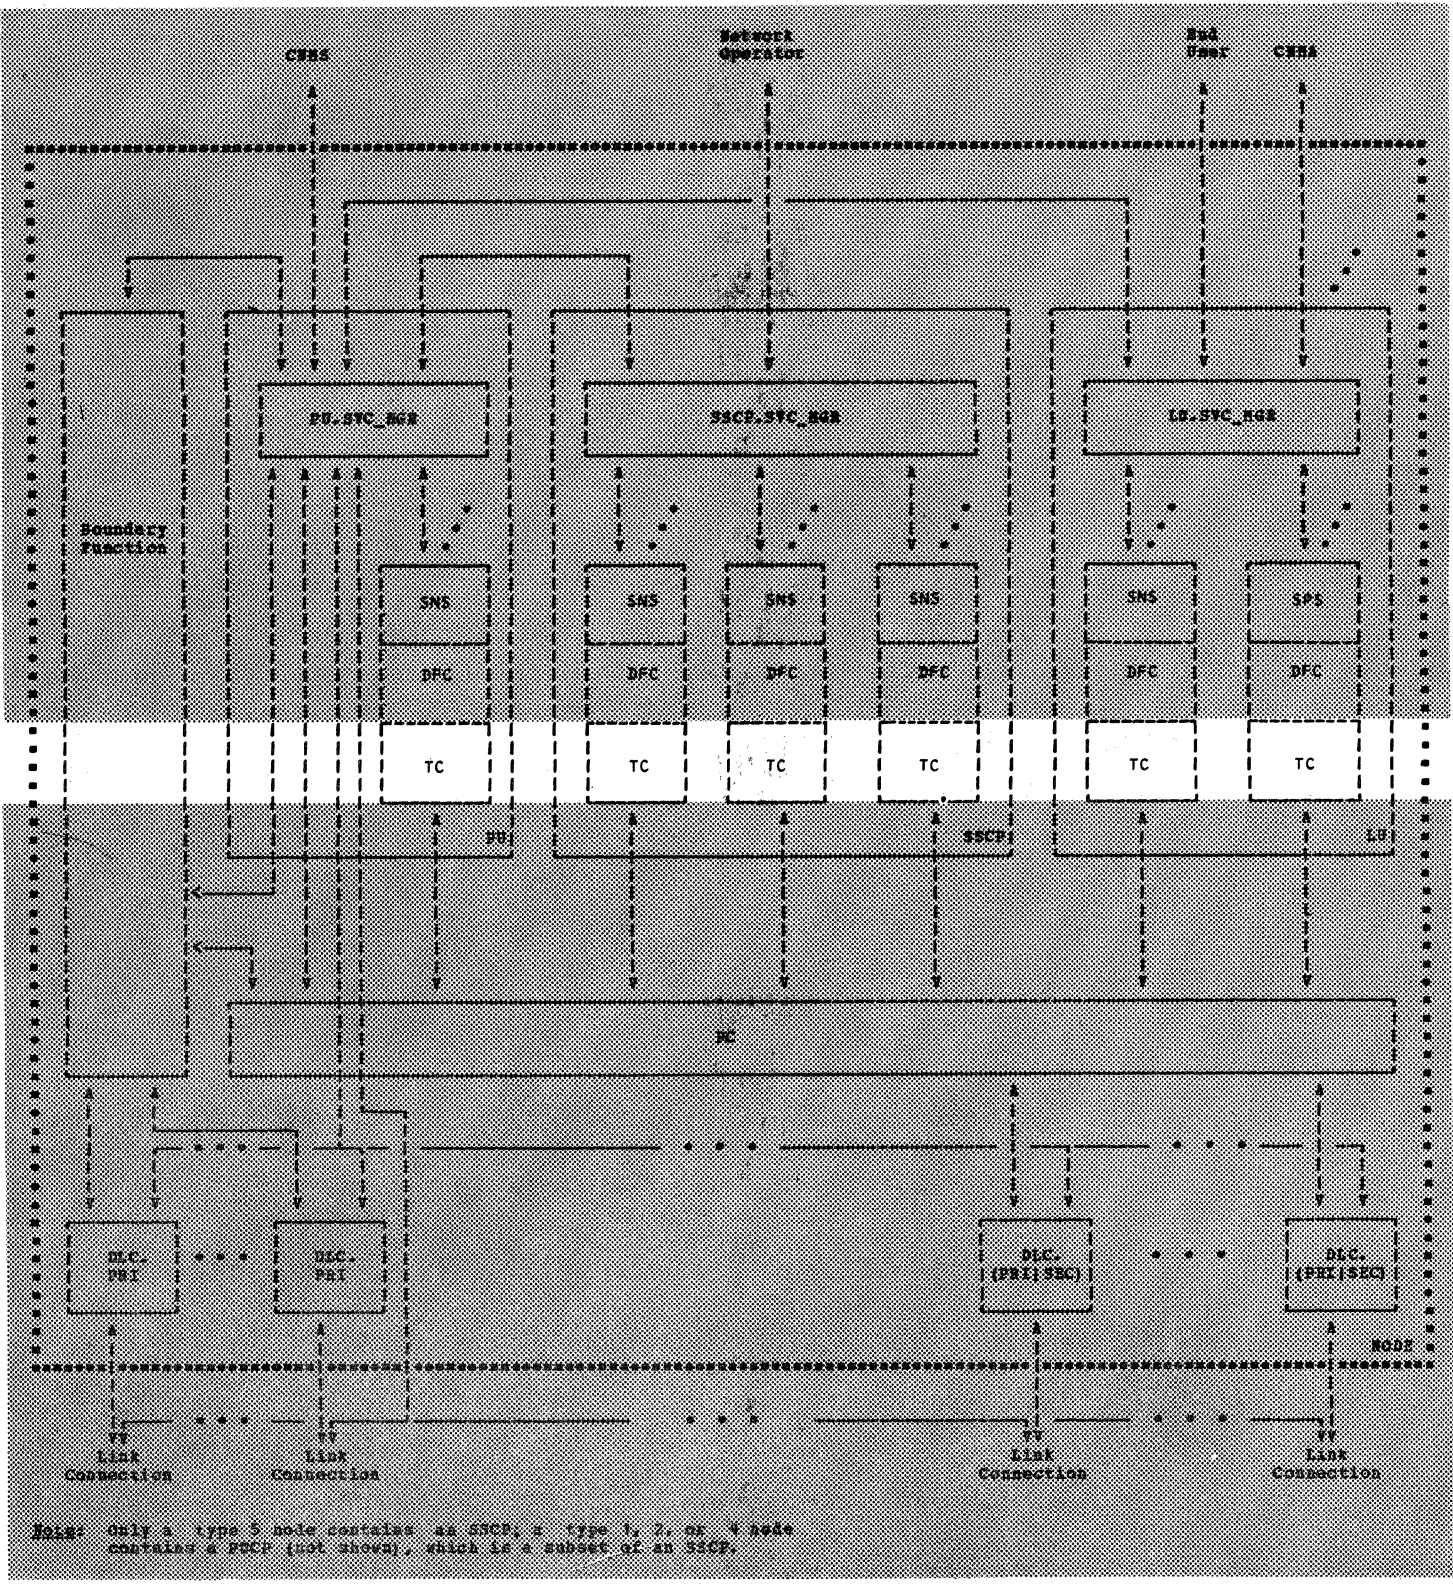 Network
Operator
End
User
CNMS
CNMA
PU.SVC_MGR
SSCP.SVC_MGR
LU.SVC_MGR
Boundary
Function
SNS
SNS
SNS
SNS
SNS
SPS
DFC
DFC
DFC
DFC
DFC
DFC
TC
TC
TC
TC
TC
TC
PU
SSCP
LU
PC
DLC.
PRI
DLC.
PRI
DLC.
(PRI|SEC)
DLC.
(PRI|SEC)
NODE
Link
Connection
Link
Connection
Link
Connection
Link
Connection
Note: Only a type 5 node contains an SSCP; a type 1, 2, or 4 node
contains a PUCP (not shown), which is a subset of an SSCP.